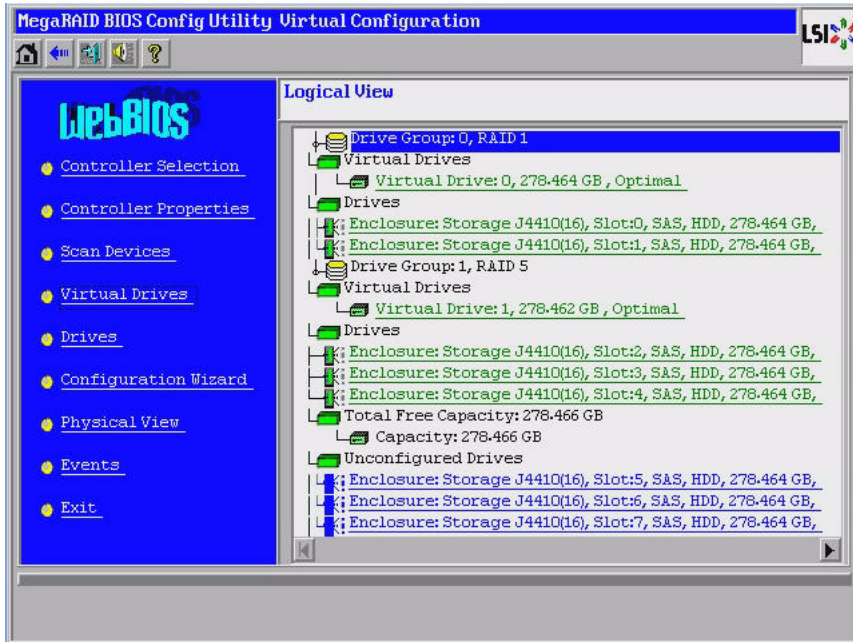 MegaRAID BIOS Config Utility Virtual Configuration
LSI
WebBIOS
Controller Selection
Controller Properties
Scan Devices
Virtual Drives
Drives
Configuration Wizard
Physical View
Events
Exit
Logical View
Drive Group: 0, RAID 1
Virtual Drives
Virtual Drive: 0, 278.464 GB, Optimal
Drives
Enclosure: Storage J4410(16), Slot:0, SAS, HDD, 278.464 GB,
Enclosure: Storage J4410(16), Slot:1, SAS, HDD, 278.464 GB,
Drive Group: 1, RAID 5
Virtual Drives
Virtual Drive: 1, 278.462 GB, Optimal
Drives
Enclosure: Storage J4410(16), Slot:2, SAS, HDD, 278.464 GB,
Enclosure: Storage J4410(16), Slot:3, SAS, HDD, 278.464 GB,
Enclosure: Storage J4410(16), Slot:4, SAS, HDD, 278.464 GB,
Total Free Capacity: 278.466 GB
Capacity: 278.466 GB
Unconfigured Drives
Enclosure: Storage J4410(16), Slot:5, SAS, HDD, 278.464 GB,
Enclosure: Storage J4410(16), Slot:6, SAS, HDD, 278.464 GB,
Enclosure: Storage J4410(16), Slot:7, SAS, HDD, 278.464 GB,